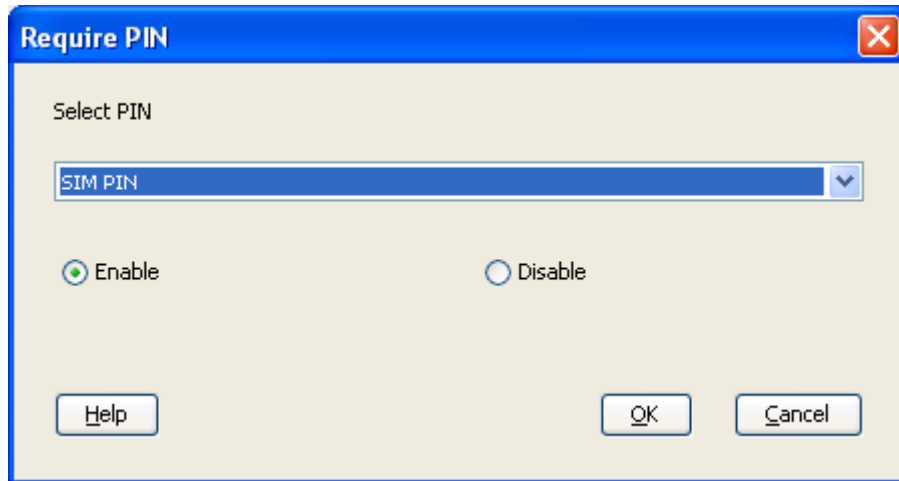 Require PIN
Select PIN
SIM PIN
Enable Disable
Help OK Cancel